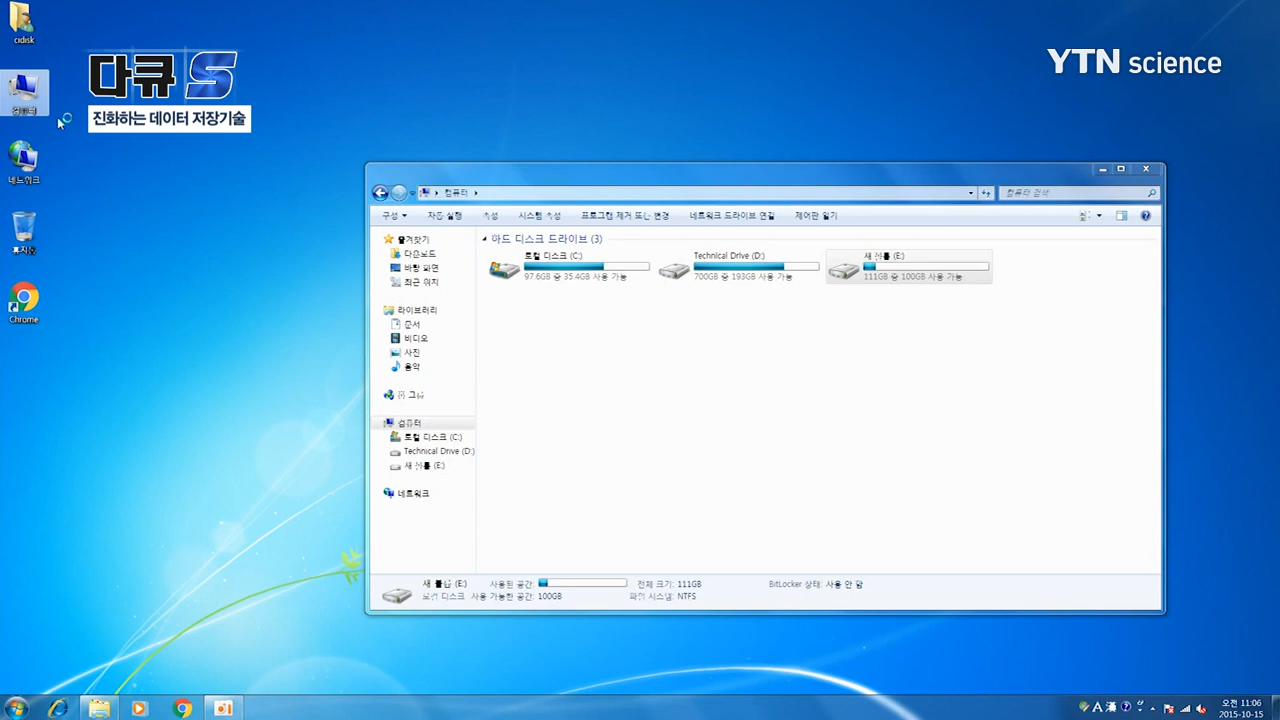 cidisk
다큐 S
진화하는 데이터 저장기술
YTN science
컴퓨터
네트워크
휴지통
Chrome
컴퓨터
컴퓨터 검색
구성
자동 실행
속성
시스템 속성
프로그램 제거 또는 변경
네트워크 드라이브 연결
제어판 열기
즐겨찾기
다운로드
바탕 화면
최근 위치
라이브러리
문서
비디오
사진
음악
홈 그룹
컴퓨터
로컬 디스크 (C:)
Technical Drive (D:)
새 볼륨 (E:)
네트워크
하드 디스크 드라이브 (3)
로컬 디스크 (C:)
97.6GB 중 35.4GB 사용 가능
Technical Drive (D:)
700GB 중 193GB 사용 가능
새 볼륨 (E:)
111GB 중 100GB 사용 가능
새 볼륨 (E:) 사용된 공간: 전체 크기: 111GB BitLocker 상태: 사용 안 함
로컬 디스크 사용 가능한 공간: 100GB 파일 시스템: NTFS
A 漢
오전 11:06
2015-10-15